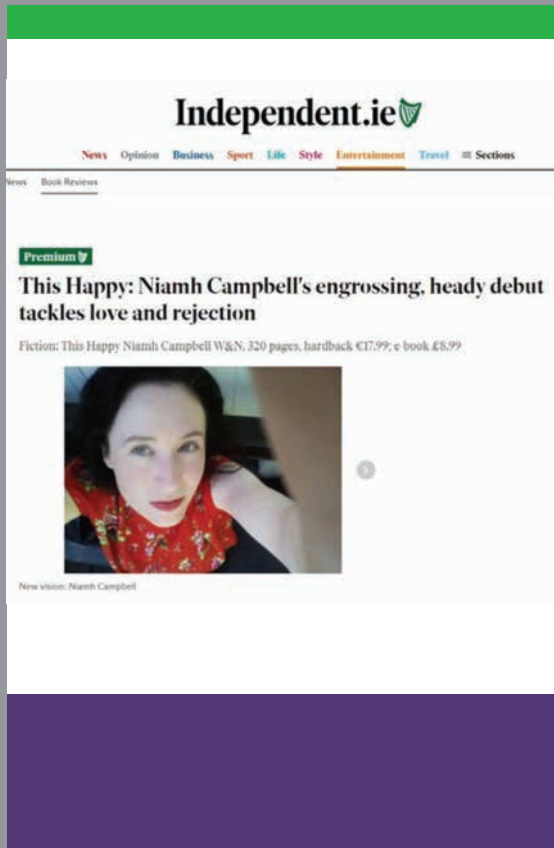 Independent.ie
News Opinion Business Sport Life Style Entertainment Travel Sections
News Book Reviews
Premium
This Happy: Niamh Campbell's engrossing, heady debut
tackles love and rejection
Fiction: This Happy Niamh Campbell W&N, 320 pages, hardback €17.99; e-book £8.99
New vision: Niamh Campbell